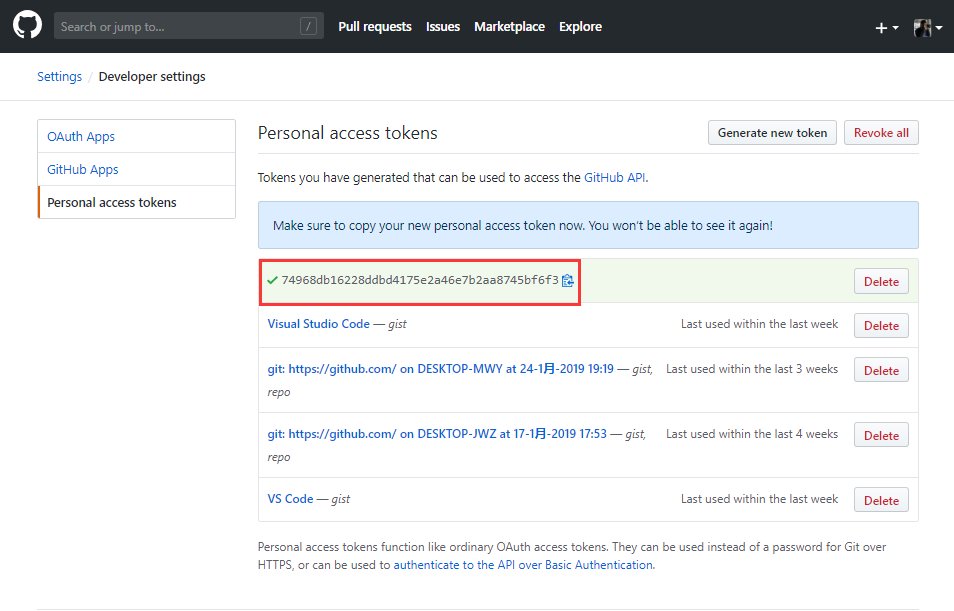 Search or jump to... /
Pull requests Issues Marketplace Explore
Settings / Developer settings
OAuth Apps
GitHub Apps
Personal access tokens
Personal access tokens
Generate new token
Revoke all
Tokens you have generated that can be used to access the GitHub API.
Make sure to copy your new personal access token now. You won't be able to see it again!
74968db16228ddbd4175e2a46e7b2aa8745bf6f3
Delete
Visual Studio Code — gist
Last used within the last week
Delete
git: https://github.com/ on DESKTOP-MWY at 24-1月-2019 19:19 — gist,
repo
Last used within the last 3 weeks
Delete
git: https://github.com/ on DESKTOP-JWZ at 17-1月-2019 17:53 — gist,
repo
Last used within the last 4 weeks
Delete
VS Code — gist
Last used within the last week
Delete
Personal access tokens function like ordinary OAuth access tokens. They can be used instead of a password for Git over
HTTPS, or can be used to authenticate to the API over Basic Authentication.